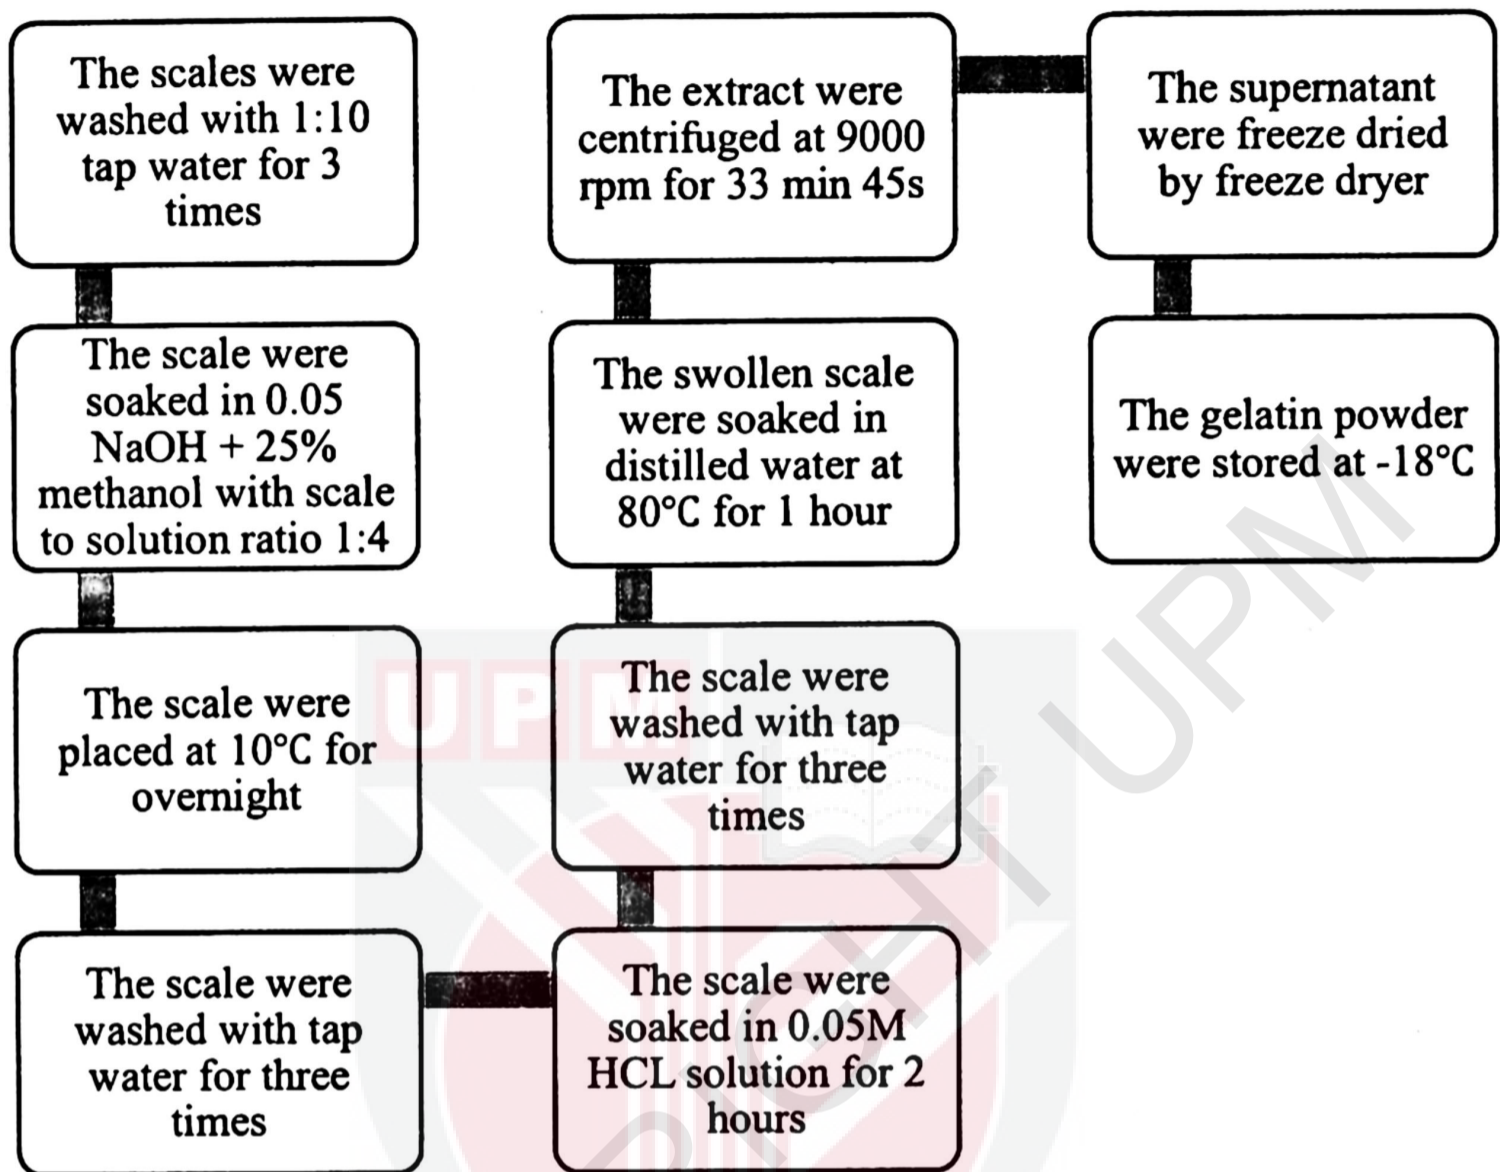 The scales were
washed with 1:10
tap water for 3
times
The scale were
soaked in 0.05
NaOH + 25%
methanol with scale
to solution ratio 1:4
The scale were
placed at 10°C for
overnight
The scale were
washed with tap
water for three
times
The scale were
soaked in 0.05M
HCL solution for 2
hours
The scale were
washed with tap
water for three
times
The swollen scale
were soaked in
distilled water at
80°C for 1 hour
The extract were
centrifuged at 9000
rpm for 33 min 45s
The supernatant
were freeze dried
by freeze dryer
The gelatin powder
were stored at -18°C
UPM
PIGHT UPM